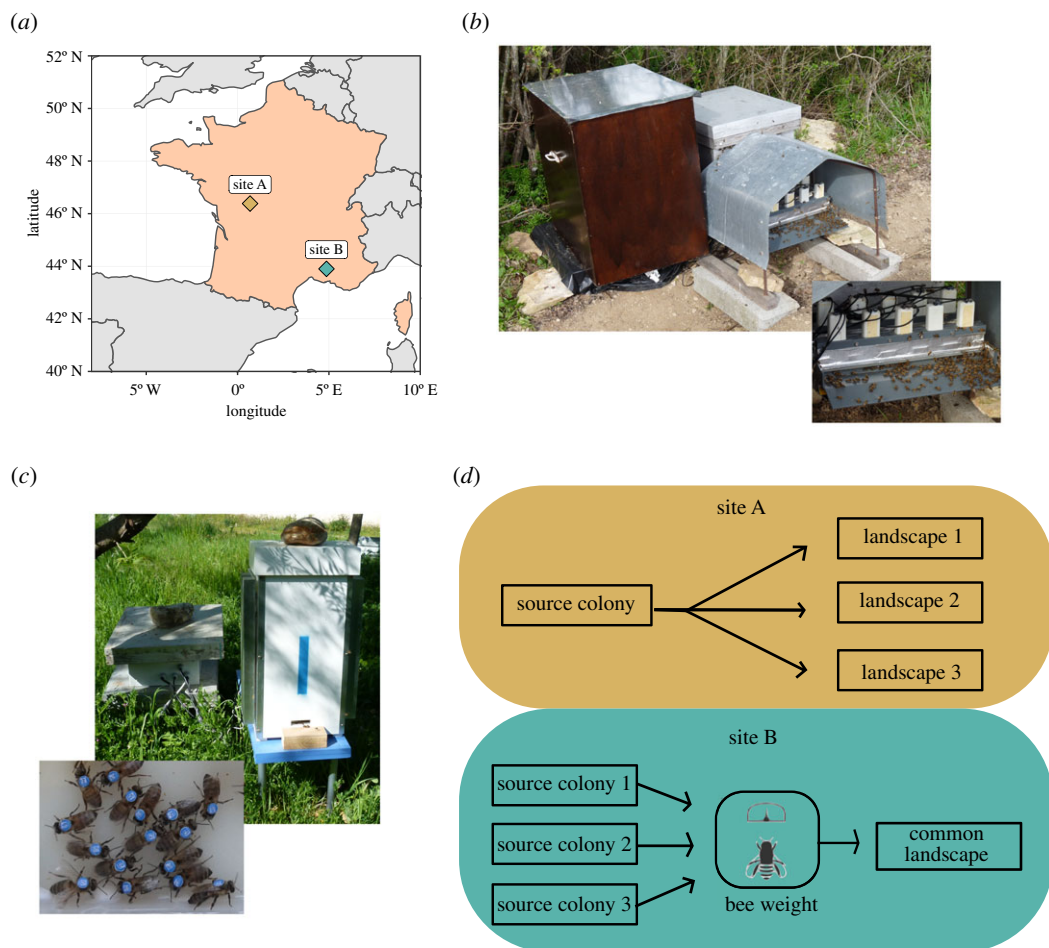 (a)
52° N
50° N
48° N
46° N
44° N
42° N
40° N
latitude
site A
site B
5° W
0°
5° E
10° E
longitude
(b)
(c)
(d)
site A
source colony
landscape 1
landscape 2
landscape 3
site B
source colony 1
source colony 2
source colony 3
bee weight
common
landscape